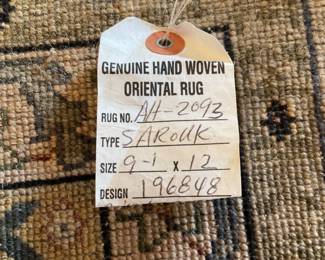 GENUINE HAND WOVEN
ORIENTAL RUG
RUG NO. AH-2093
TYPE SAROUK
SIZE 9-1 x 12
DESIGN 196848